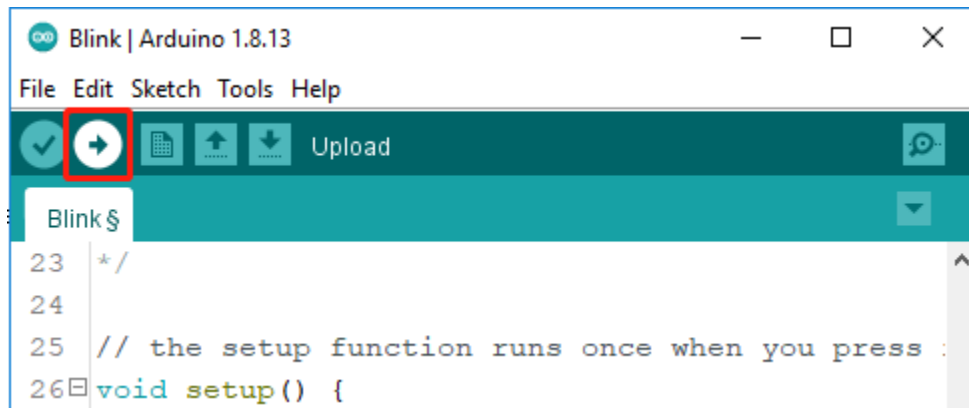 Blink | Arduino 1.8.13
File Edit Sketch Tools Help
Upload
Blink §
23 */
24
25 // the setup function runs once when you press
26 void setup() {